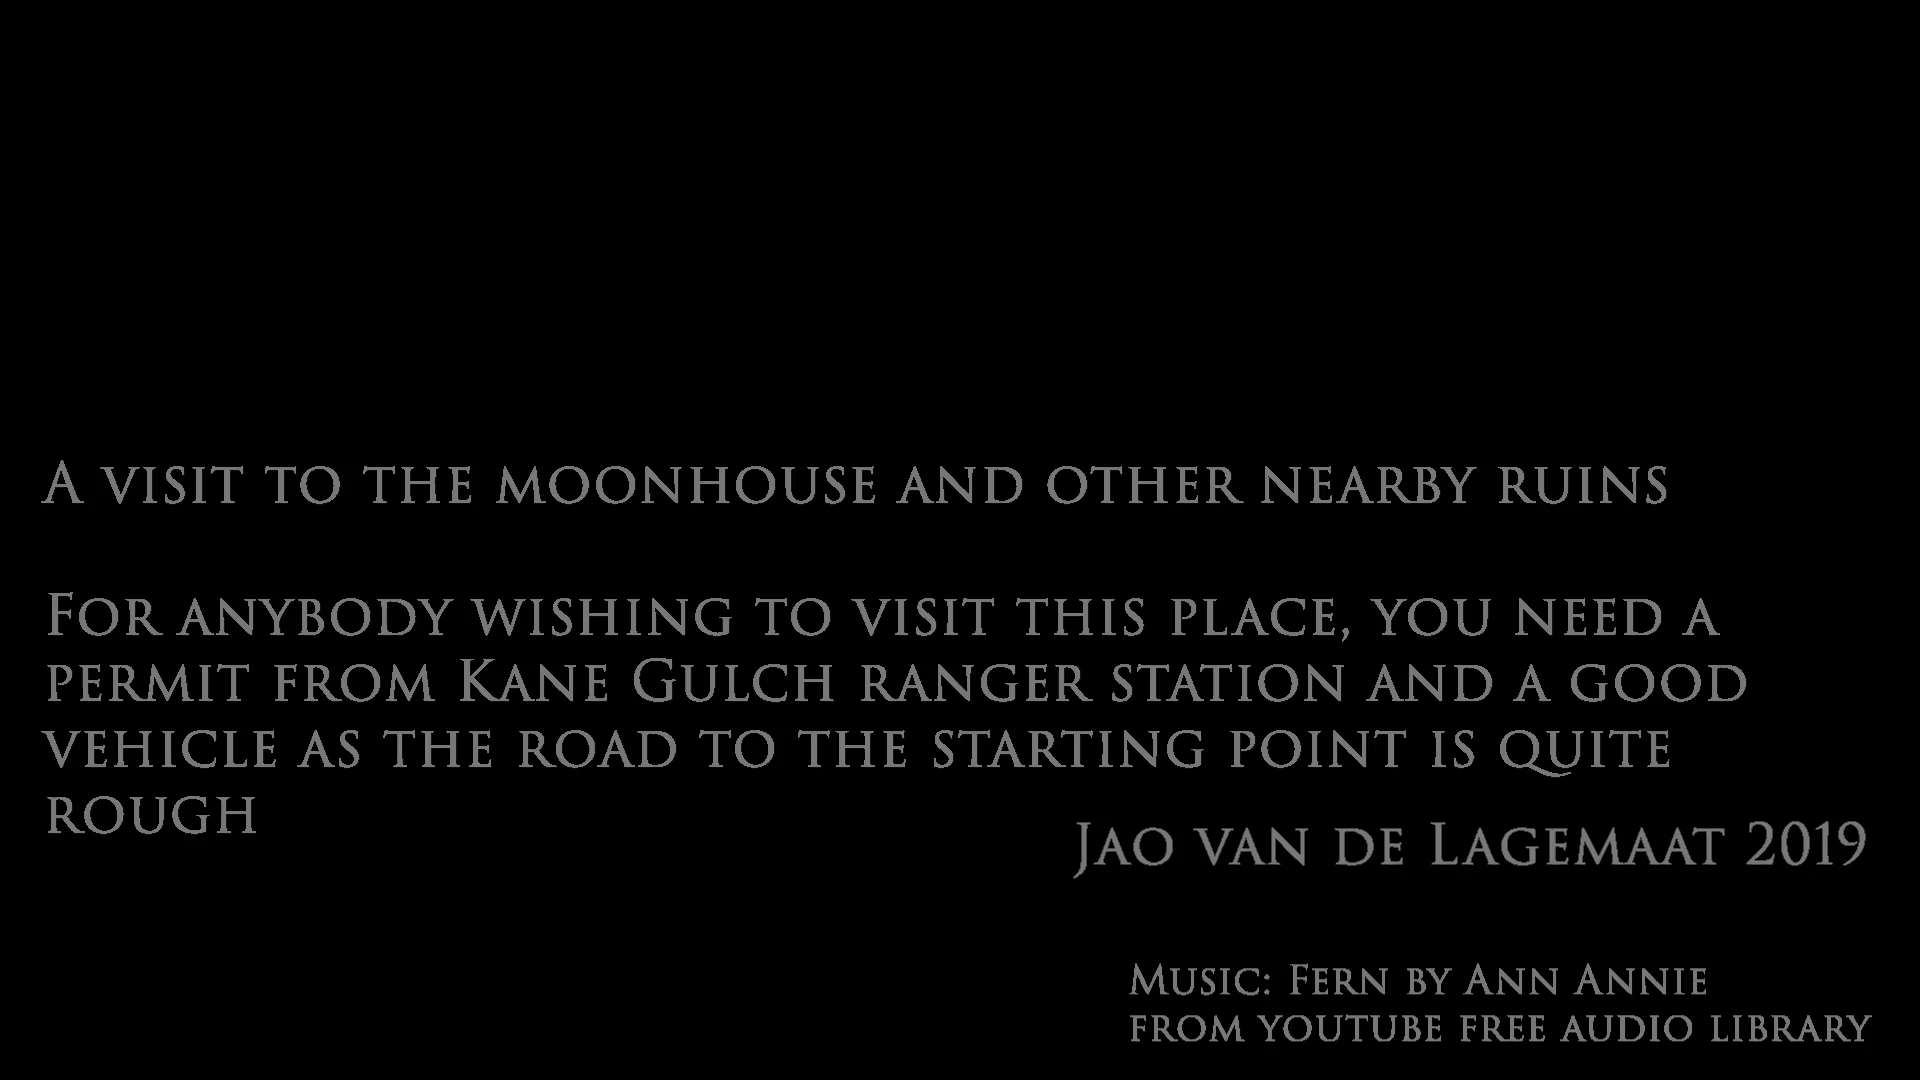 A visit to the moonhouse and other nearby ruins
For anybody wishing to visit this place, you need a
permit from Kane Gulch ranger station and a good
vehicle as the road to the starting point is quite
rough
Jao van de Lagemaat 2019
Music: Fern by Ann Annie
from youtube free audio library